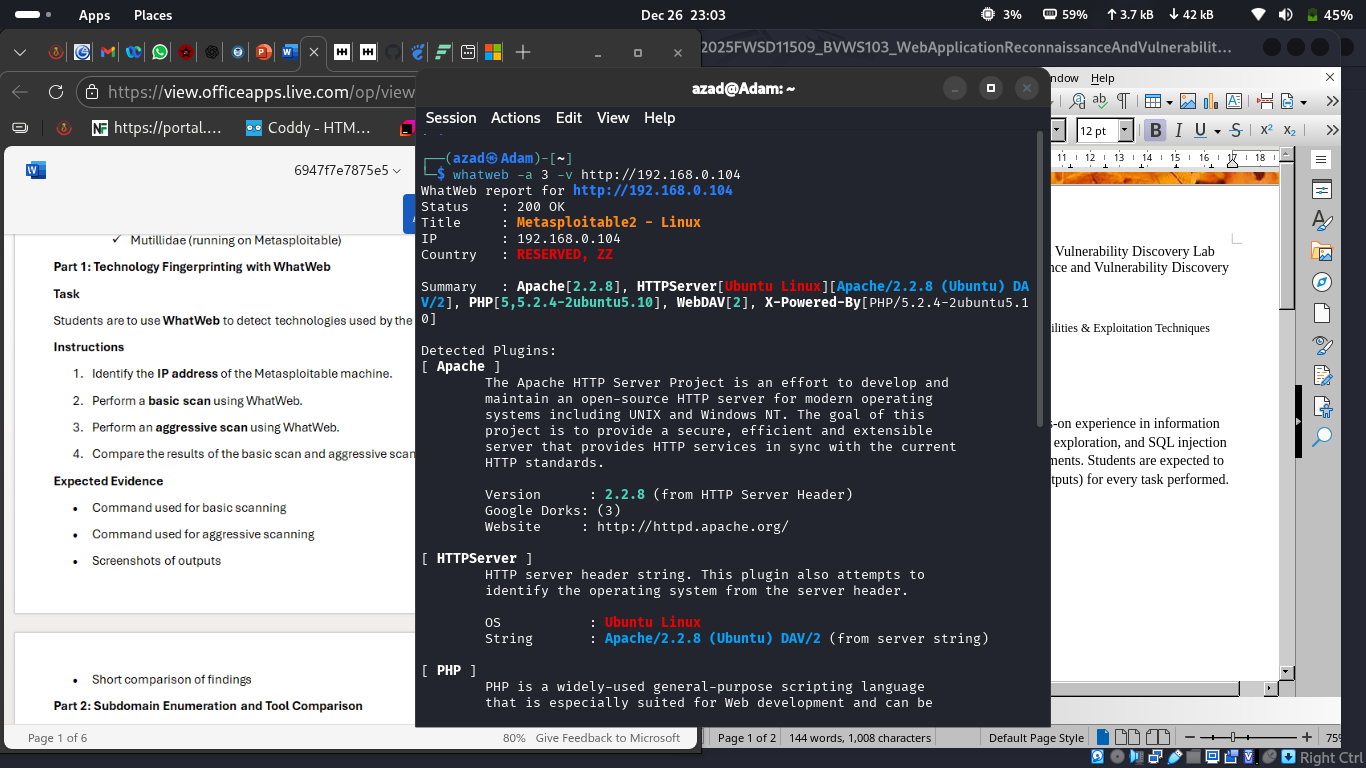 Apps Places Dec 26 23:03 3% 59% 3.7 kB 42 kB 45%
2025FWSD11509_BVWS103_WebApplicationReconnaissanceAndVulnerabilit…
https://view.officeapps.live.com/op/view
https://portal.… Coddy - HTM…
6947f7e7875e5
Mutillidae (running on Metasploitable)
Part 1: Technology Fingerprinting with WhatWeb
Task
Students are to use WhatWeb to detect technologies used by the
Instructions
1. Identify the IP address of the Metasploitable machine.
2. Perform a basic scan using WhatWeb.
3. Perform an aggressive scan using WhatWeb.
4. Compare the results of the basic scan and aggressive scan
Expected Evidence
• Command used for basic scanning
• Command used for aggressive scanning
• Screenshots of outputs
• Short comparison of findings
Part 2: Subdomain Enumeration and Tool Comparison
Page 1 of 6 80% Give Feedback to Microsoft
azad@Adam: ~
Session Actions Edit View Help
┌──(azad㉿Adam)-[~]
└─$ whatweb -a 3 -v http://192.168.0.104
WhatWeb report for http://192.168.0.104
Status : 200 OK
Title : Metasploitable2 - Linux
IP : 192.168.0.104
Country : RESERVED, ZZ
Summary : Apache[2.2.8], HTTPServer[Ubuntu Linux][Apache/2.2.8 (Ubuntu) DA
V/2], PHP[5,5.2.4-2ubuntu5.10], WebDAV[2], X-Powered-By[PHP/5.2.4-2ubuntu5.1
0]
Detected Plugins:
[ Apache ]
The Apache HTTP Server Project is an effort to develop and
maintain an open-source HTTP server for modern operating
systems including UNIX and Windows NT. The goal of this
project is to provide a secure, efficient and extensible
server that provides HTTP services in sync with the current
HTTP standards.
Version : 2.2.8 (from HTTP Server Header)
Google Dorks: (3)
Website : http://httpd.apache.org/
[ HTTPServer ]
HTTP server header string. This plugin also attempts to
identify the operating system from the server header.
OS : Ubuntu Linux
String : Apache/2.2.8 (Ubuntu) DAV/2 (from server string)
[ PHP ]
PHP is a widely-used general-purpose scripting language
that is especially suited for Web development and can be
ndow Help
12 pt B I U S X² X₂
11 12 13 14 15 16 17 18
Vulnerability Discovery Lab
nce and Vulnerability Discovery
ilities & Exploitation Techniques
s-on experience in information
exploration, and SQL injection
ments. Students are expected to
tputs) for every task performed.
Page 1 of 2 144 words, 1,008 characters Default Page Style 75%
Right Ctrl